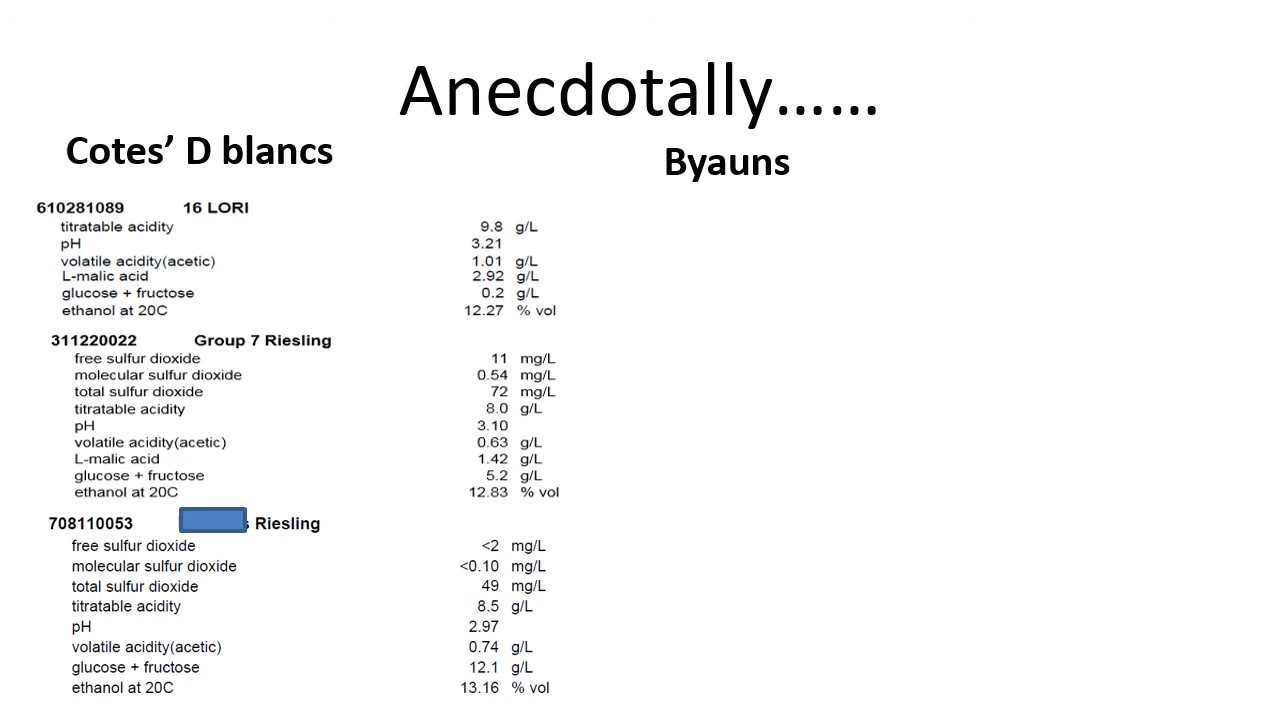 Anecdotally……
Cotes’ D blancs
Byauns
610281089 16 LORI
titratable acidity 9.8 g/L
pH 3.21
volatile acidity(acetic) 1.01 g/L
L-malic acid 2.92 g/L
glucose + fructose 0.2 g/L
ethanol at 20C 12.27 % vol
311220022 Group 7 Riesling
free sulfur dioxide 11 mg/L
molecular sulfur dioxide 0.54 mg/L
total sulfur dioxide 72 mg/L
titratable acidity 8.0 g/L
pH 3.10
volatile acidity(acetic) 0.63 g/L
L-malic acid 1.42 g/L
glucose + fructose 5.2 g/L
ethanol at 20C 12.83 % vol
708110053 Riesling
free sulfur dioxide <2 mg/L
molecular sulfur dioxide <0.10 mg/L
total sulfur dioxide 49 mg/L
titratable acidity 8.5 g/L
pH 2.97
volatile acidity(acetic) 0.74 g/L
glucose + fructose 12.1 g/L
ethanol at 20C 13.16 % vol